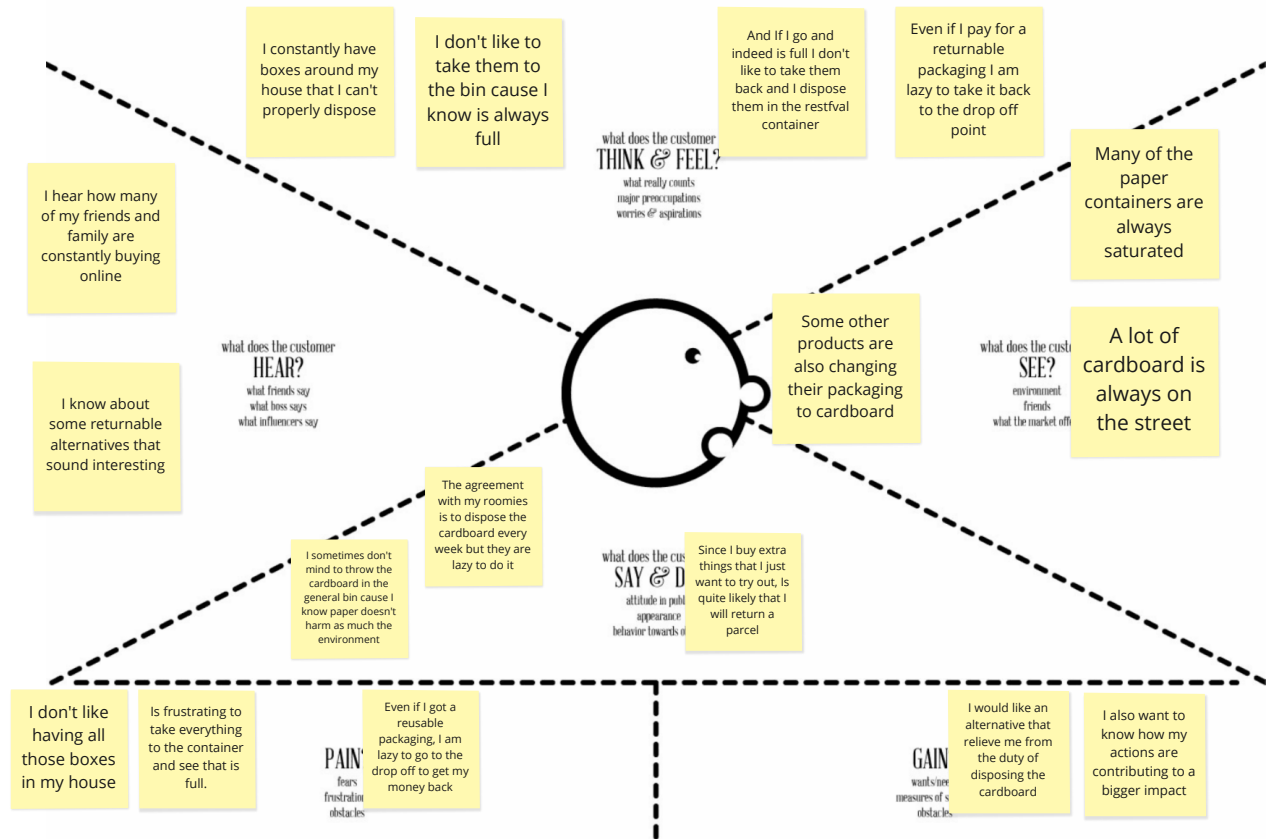 I constantly have
boxes around my
house that I can't
properly dispose
I don't like to
take them to
the bin cause I
know is always
full
And If I go and
indeed is full I don't
like to take them
back and I dispose
them in the restfval
container
Even if I pay for a
returnable
packaging I am
lazy to take it back
to the drop off
point
what does the customer
THINK & FEEL?
what really counts
major preoccupations
worries & aspirations
Many of the
paper
containers are
always
saturated
I hear how many
of my friends and
family are
constantly buying
online
what does the customer
HEAR?
what friends say
what boss says
what influencers say
I know about
some returnable
alternatives that
sound interesting
Some other
products are
also changing
their packaging
to cardboard
what does the
SEE?
environment
friends
what the market
A lot of
cardboard is
always on
the street
The agreement
with my roomies
is to dispose the
cardboard every
week but they are
lazy to do it
I sometimes don't
mind to throw the
cardboard in the
general bin cause I
know paper doesn't
harm as much the
environment
what does the
SAY &
attitude in
appearance
behavior towards
Since I buy extra
things that I just
want to try out, Is
quite likely that I
will return a
parcel
I don't like
having all
those boxes
in my house
Is frustrating to
take everything
to the container
and see that is
full.
PAIN
fears
obstacles
Even if I got a
reusable
packaging, I am
lazy to go to the
drop off to get my
money back
GAIN
measures of
obstacles
I would like an
alternative that
relieve me from
the duty of
disposing the
cardboard
I also want to
know how my
actions are
contributing to a
bigger impact